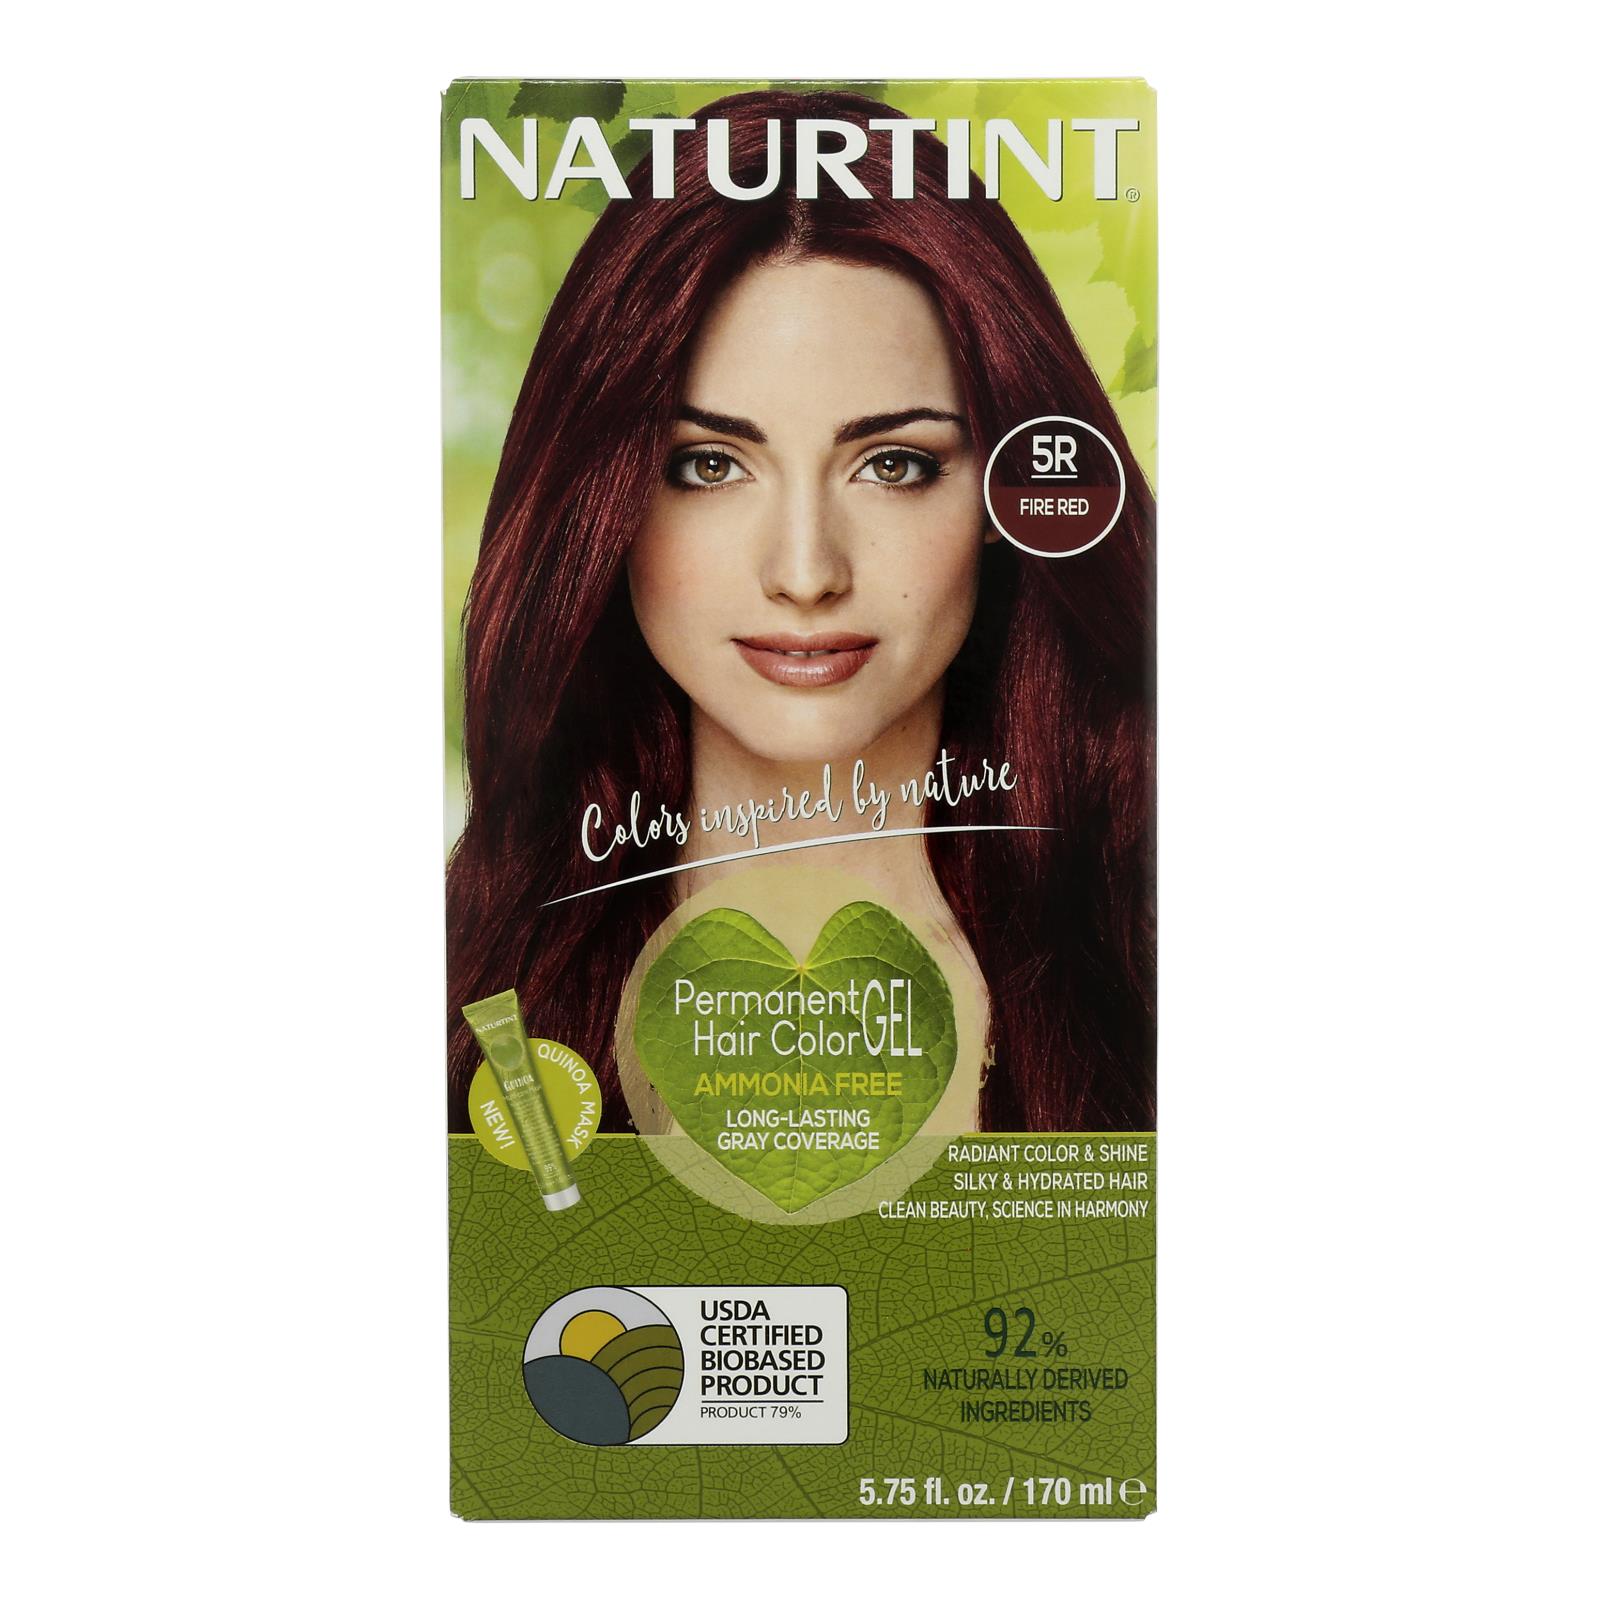 NATURTINT®
5R
FIRE RED
Colors inspired by nature
Permanent
Hair Color GEL
AMMONIA FREE
LONG-LASTING
GRAY COVERAGE
NATURTINT
QUINOA
QUINOA MASK
NEW!
RADIANT COLOR & SHINE
SILKY & HYDRATED HAIR
CLEAN BEAUTY, SCIENCE IN HARMONY
USDA
CERTIFIED
BIOBASED
PRODUCT
PRODUCT 79%
92%
NATURALLY DERIVED
INGREDIENTS
5.75 fl. oz. / 170 ml ℮